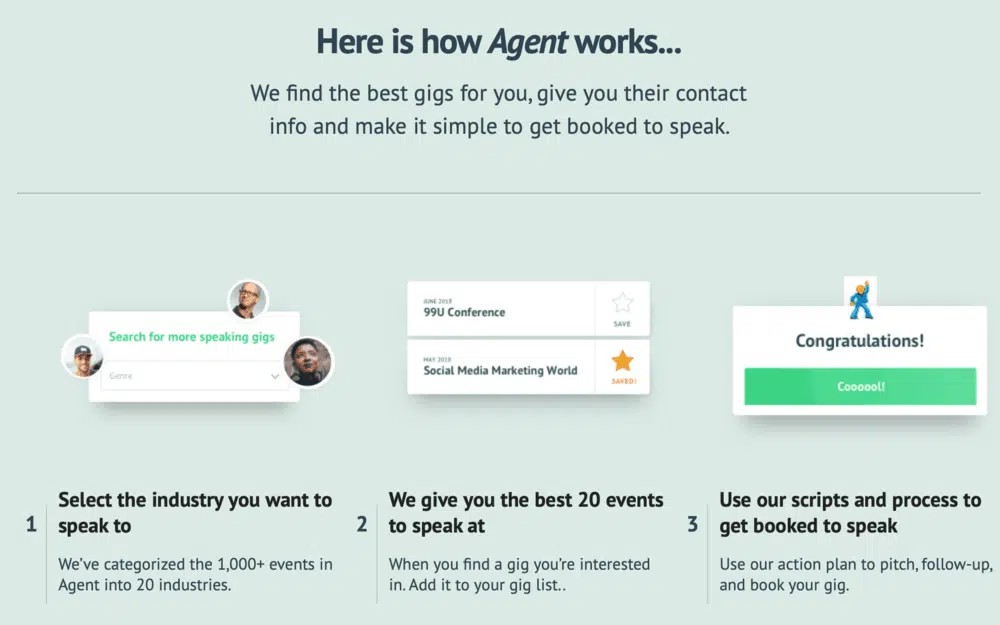 Here is how Agent works...
We find the best gigs for you, give you their contact
info and make it simple to get booked to speak.
Search for more speaking gigs
Genre
JUNE 2018
99U Conference
SAVE
MAY 2018
Social Media Marketing World
SAVED!
Congratulations!
Coooool!
1
Select the industry you want to
speak to
We've categorized the 1,000+ events in
Agent into 20 industries.
2
We give you the best 20 events
to speak at
When you find a gig you're interested
in. Add it to your gig list..
3
Use our scripts and process to
get booked to speak
Use our action plan to pitch, follow-up,
and book your gig.